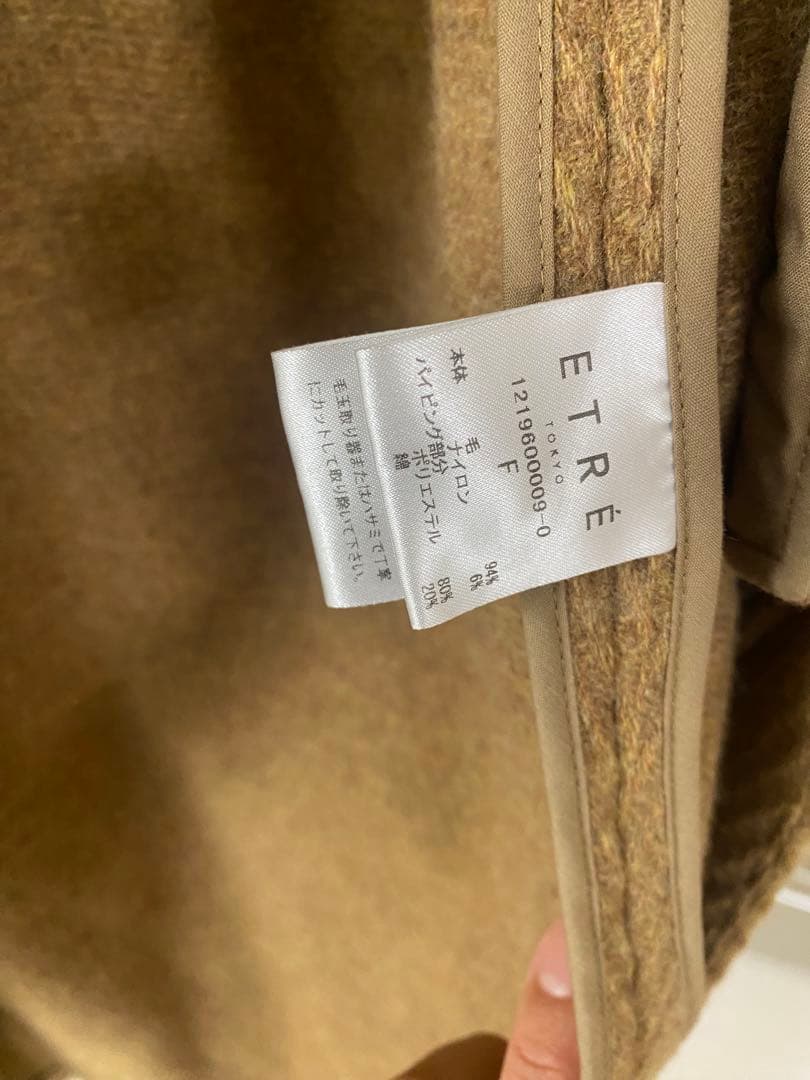 ETRÉ
TOKYO
1219600009-0
F
本体 毛 94%
ナイロン 6%
パイピング部分 ポリエステル 80%
綿 20%
毛玉取り器またはハサミで丁寧
にカットして取り除いて下さい。